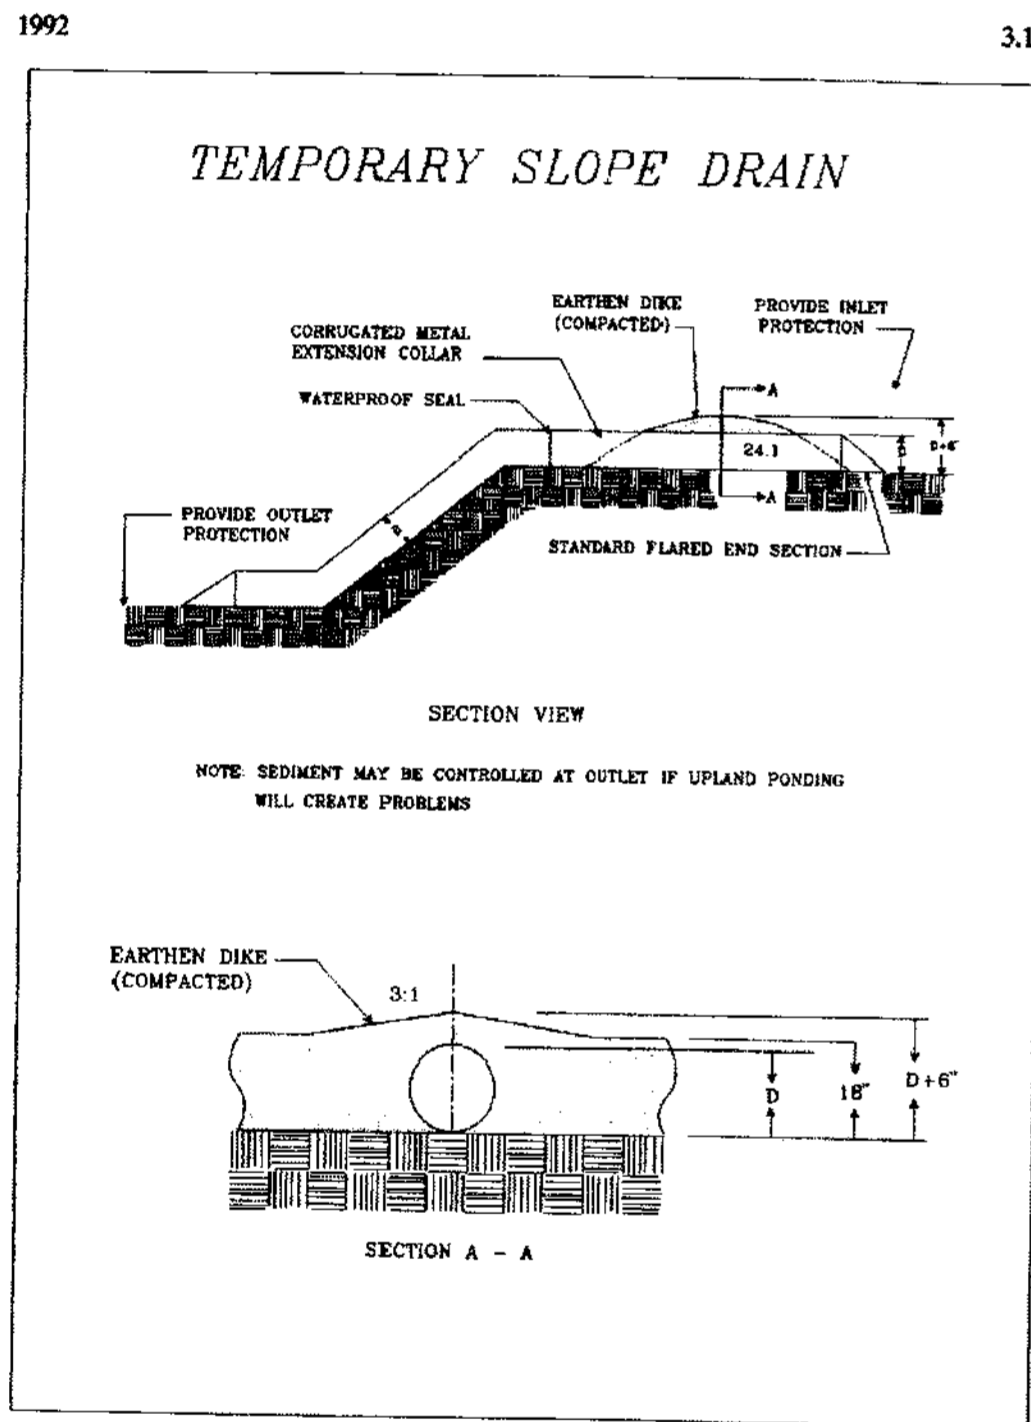 1992
3.1
TEMPORARY SLOPE DRAIN
EARTHEN DIKE
(COMPACTED)
PROVIDE INLET
PROTECTION
CORRUGATED METAL
EXTENSION COLLAR
WATERPROOF SEAL
A
24.1
D
D+6"
A
PROVIDE OUTLET
PROTECTION
STANDARD FLARED END SECTION
SECTION VIEW
NOTE: SEDIMENT MAY BE CONTROLLED AT OUTLET IF UPLAND PONDING
WILL CREATE PROBLEMS
EARTHEN DIKE
(COMPACTED)
3:1
D
18"
D+6"
SECTION A - A